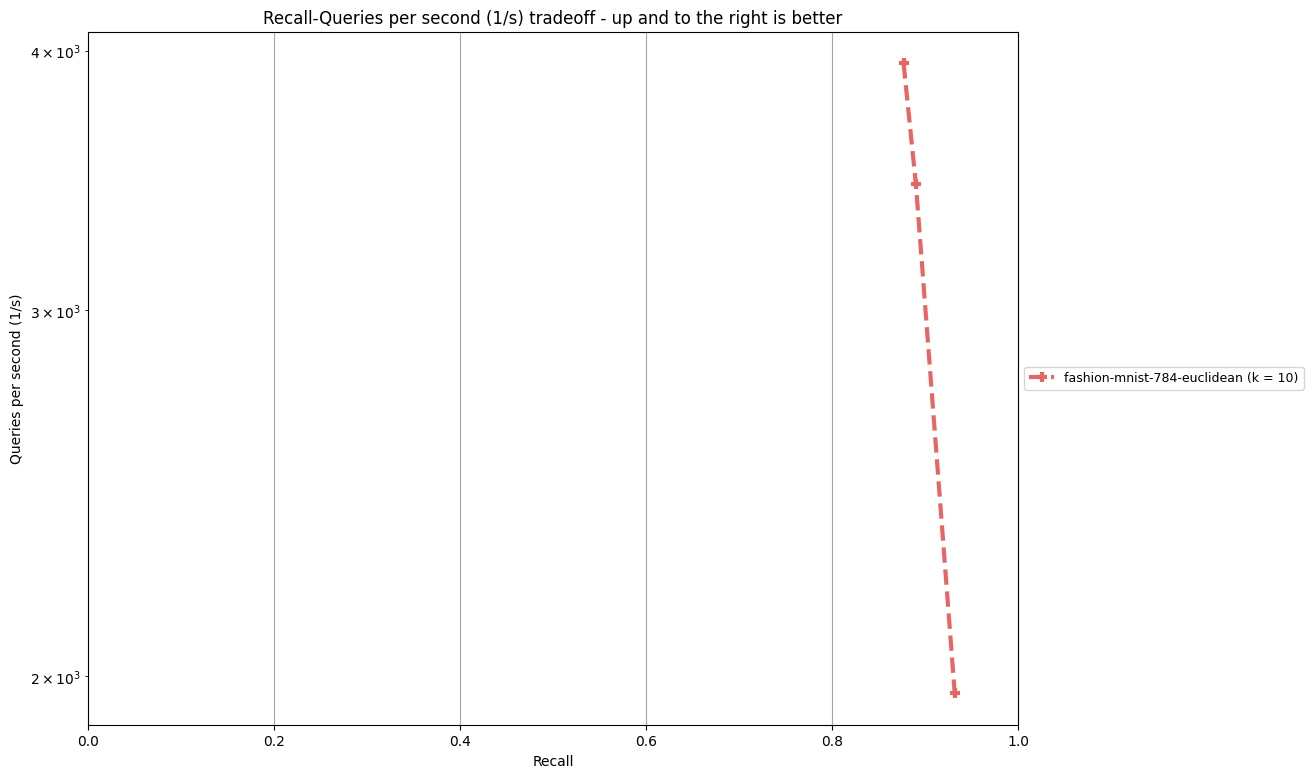 Recall-Queries per second (1/s) tradeoff - up and to the right is better
4 × 10³
3 × 10³
2 × 10³
Queries per second (1/s)
fashion-mnist-784-euclidean (k = 10)
0.0 0.2 0.4 0.6 0.8 1.0
Recall